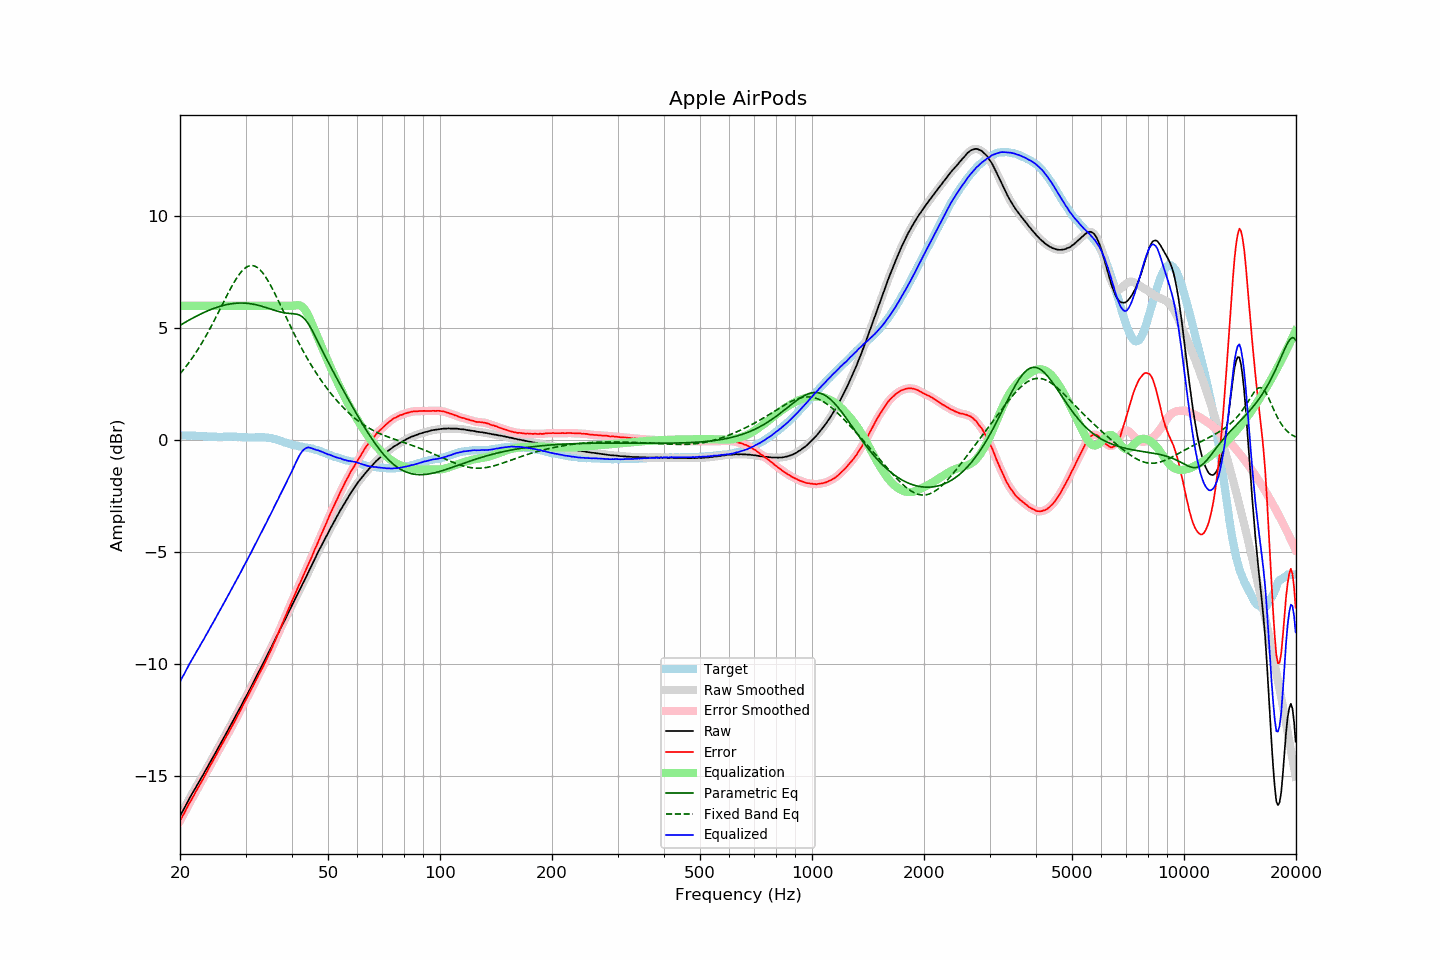 Apple AirPods
Amplitude (dBr)
10
5
0
−5
−10
−15
Target
Raw Smoothed
Error Smoothed
Raw
Error
Equalization
Parametric Eq
Fixed Band Eq
Equalized
20 50 100 200 500 1000 2000 5000 10000 20000
Frequency (Hz)